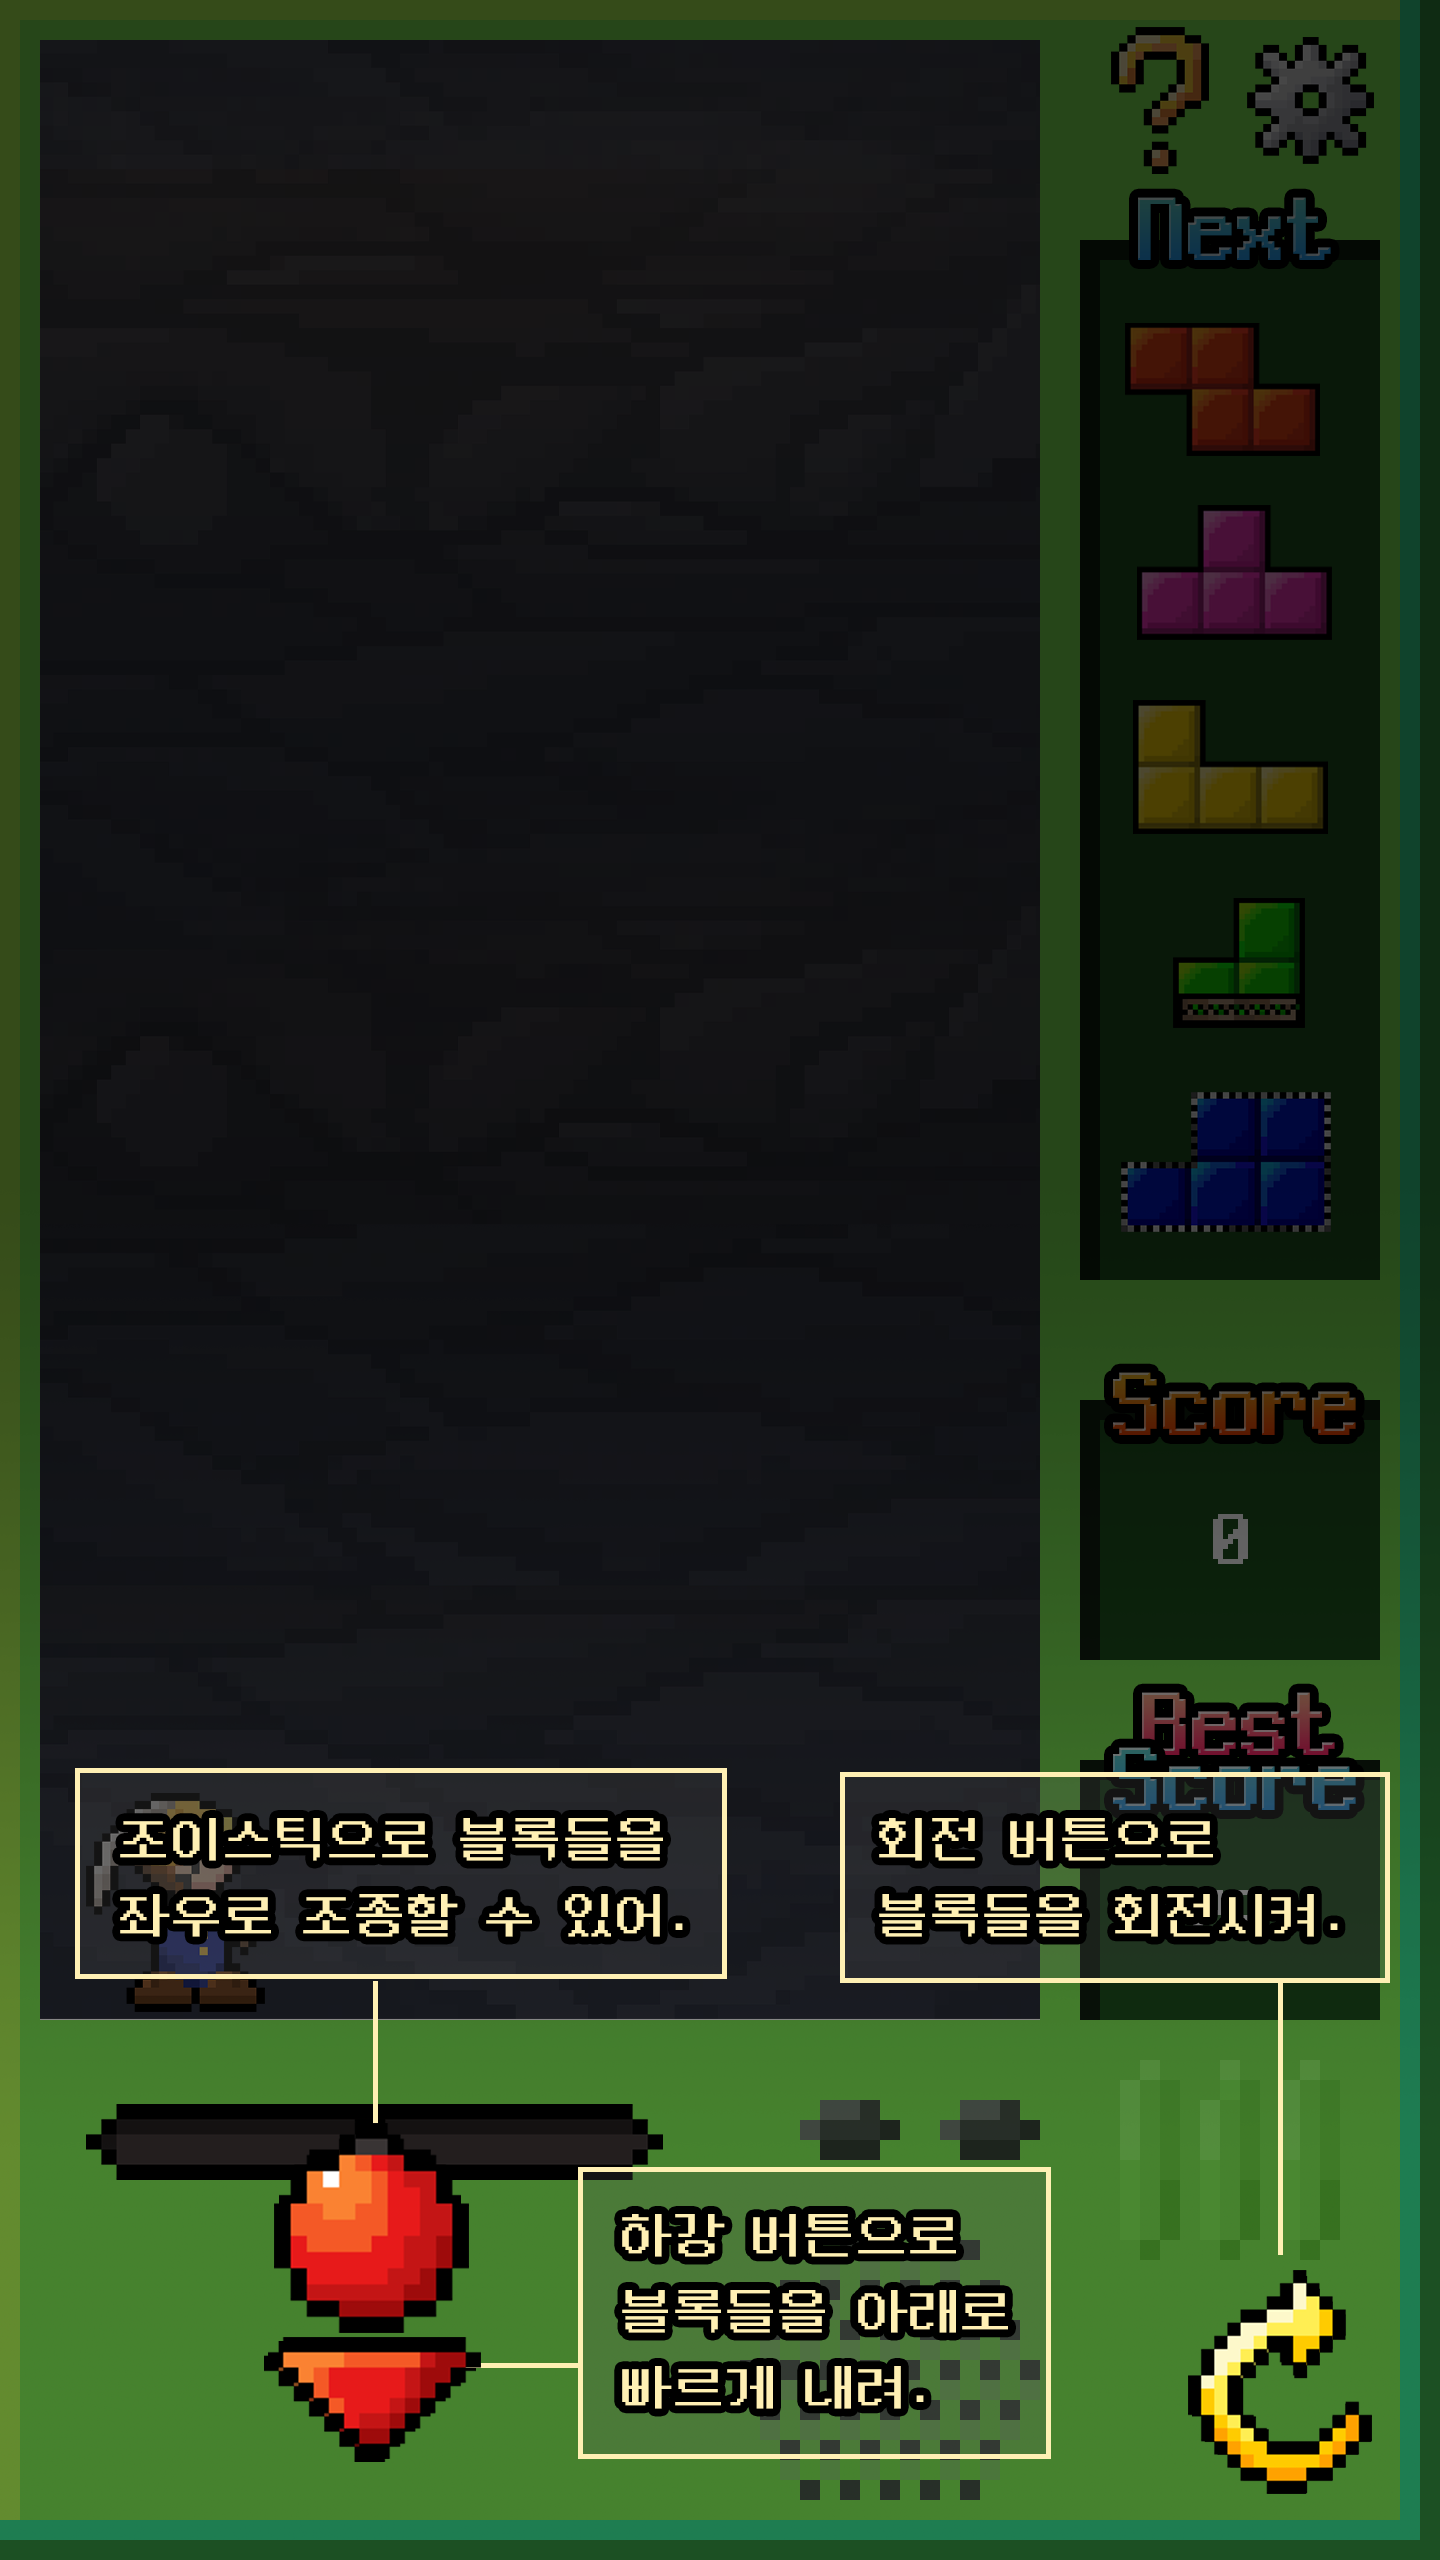 Next
Score
0
Best
Score
조이스틱으로 블록들을
좌우로 조종할 수 있어.
회전 버튼으로
블록들을 회전시켜.
하강 버튼으로
블록들을 아래로
빠르게 내려.